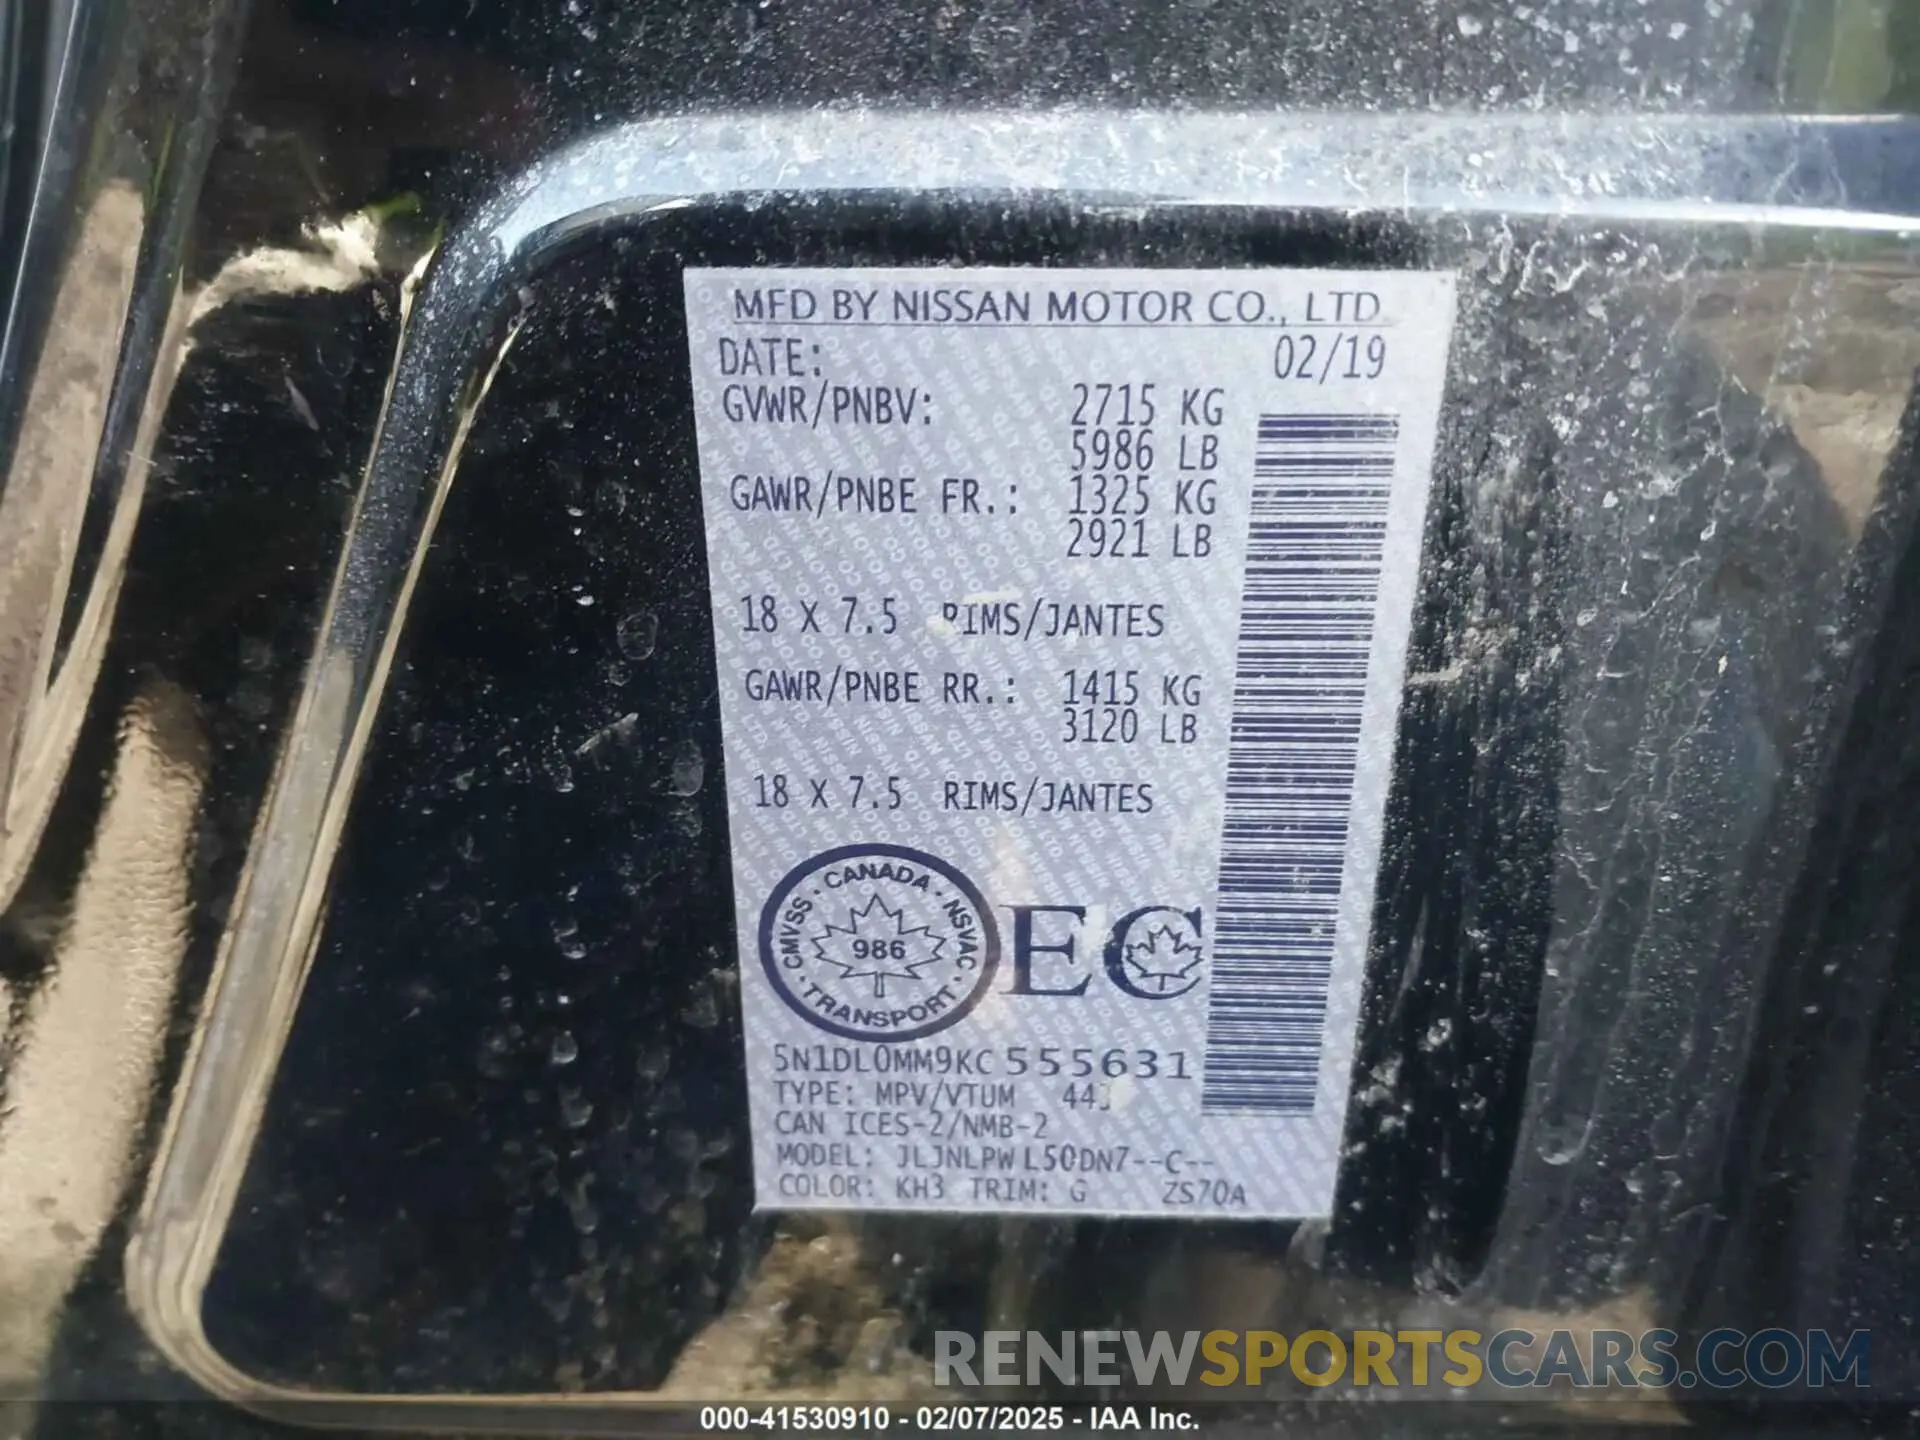 MFD BY NISSAN MOTOR CO., LTD.
DATE: 02/19
GVWR/PNBV: 2715 KG
5986 LB
GAWR/PNBE FR.: 1325 KG
2921 LB
18 X 7.5 RIMS/JANTES
GAWR/PNBE RR.: 1415 KG
3120 LB
18 X 7.5 RIMS/JANTES
CANADA · NSVAC · TRANSPORT · CMVSS ·
986
EC
5N1DL0MM9KC555631
TYPE: MPV/VTUM 44J
CAN ICES-2/NMB-2
MODEL: JLJNLPW L50DN7--C--
COLOR: KH3 TRIM: G ZS70A
RENEWSPORTSCARS.COM
000-41530910 - 02/07/2025 - IAA Inc.